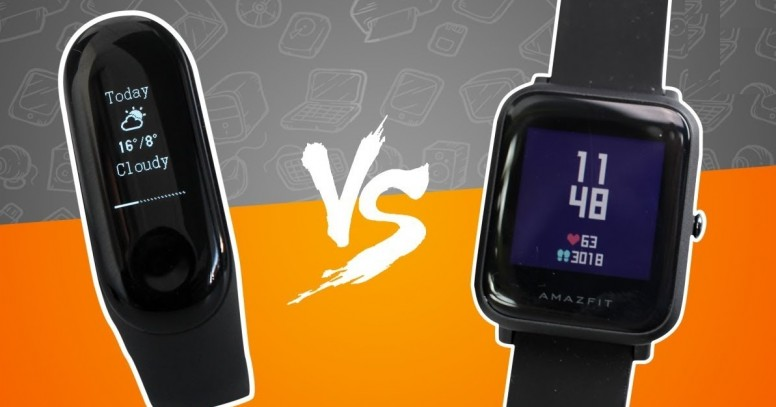 Today
16°/8°
Cloudy
VS
11
48
63
3018
AMAZFIT